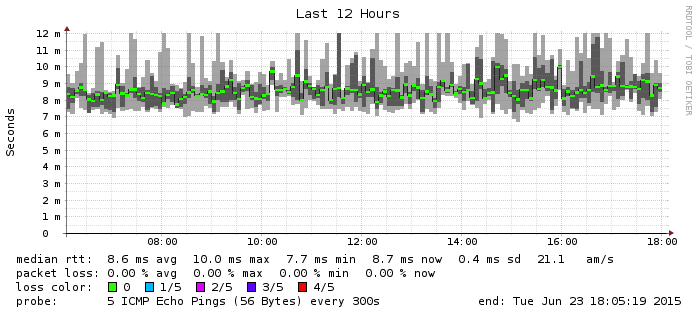 Last 12 Hours
RRDTOOL / TOBI OETIKER
Seconds
12 m
11 m
10 m
9 m
8 m
7 m
6 m
5 m
4 m
3 m
2 m
1 m
0
08:00 10:00 12:00 14:00 16:00 18:00
median rtt: 8.6 ms avg 10.0 ms max 7.7 ms min 8.7 ms now 0.4 ms sd 21.1 am/s
packet loss: 0.00 % avg 0.00 % max 0.00 % min 0.00 % now
loss color: 0 1/5 2/5 3/5 4/5
probe: 5 ICMP Echo Pings (56 Bytes) every 300s end: Tue Jun 23 18:05:19 2015